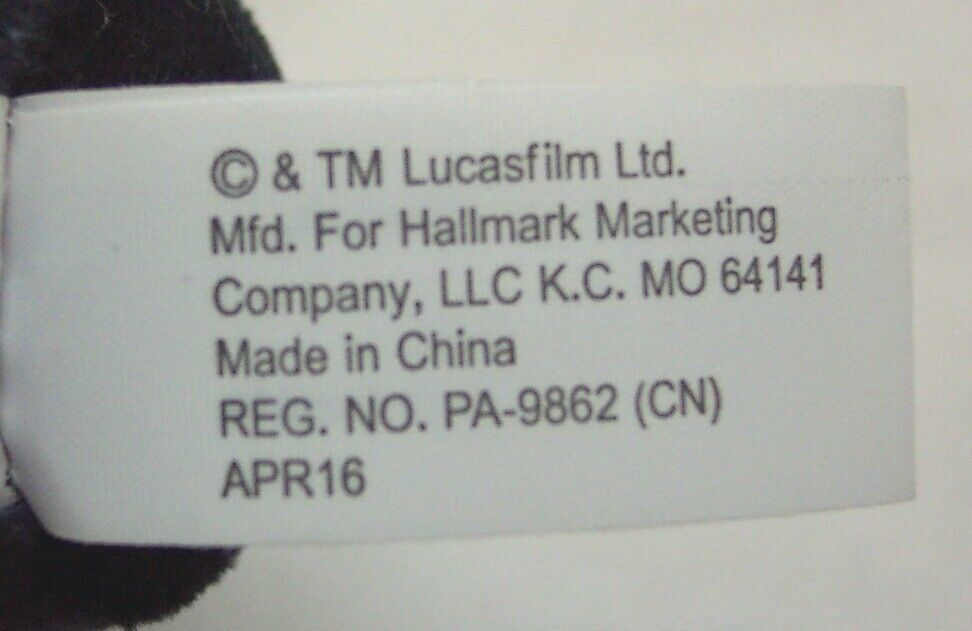 © & TM Lucasfilm Ltd.
Mfd. For Hallmark Marketing
Company, LLC K.C. MO 64141
Made in China
REG. NO. PA-9862 (CN)
APR16